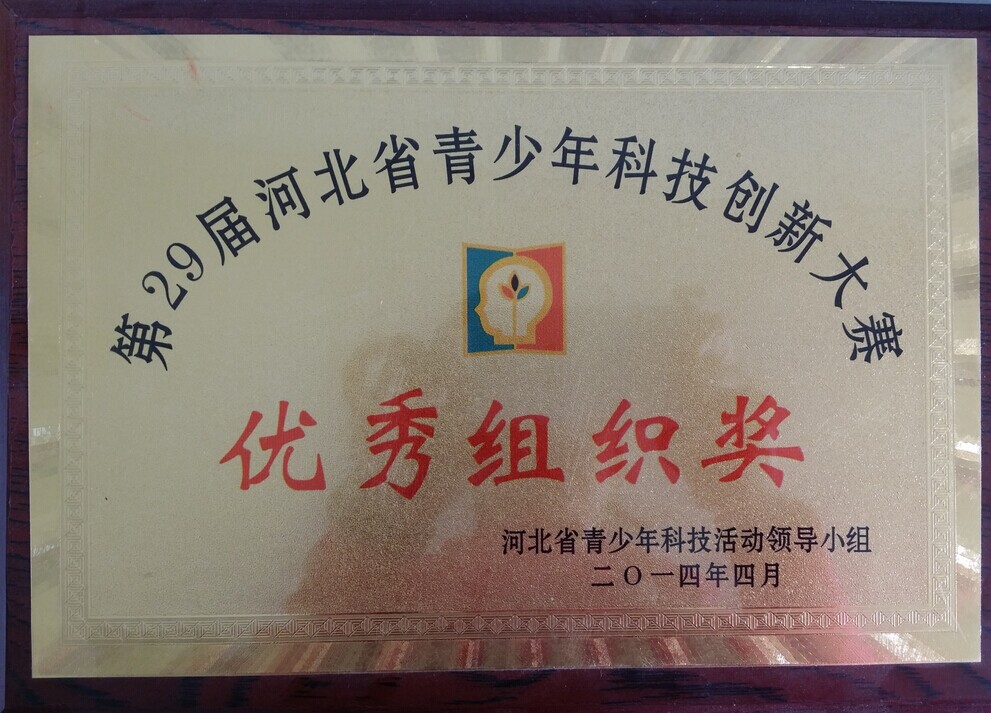 第29届河北省青少年科技创新大赛
优秀组织奖
河北省青少年科技活动领导小组
二〇一四年四月